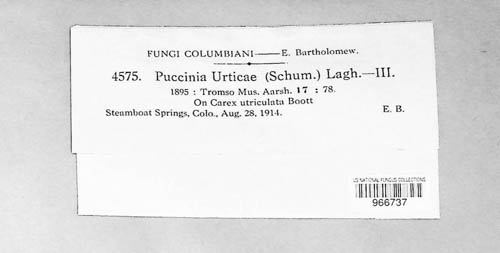 FUNGI COLUMBIANI—E. Bartholomew.
4575. Puccinia Urticae (Schum.) Lagh.—III.
1895 : Tromso Mus. Aarsh. 17 : 78.
On Carex utriculata Boott
Steamboat Springs, Colo., Aug. 28, 1914. E. B.
US NATIONAL FUNGUS COLLECTIONS
966737